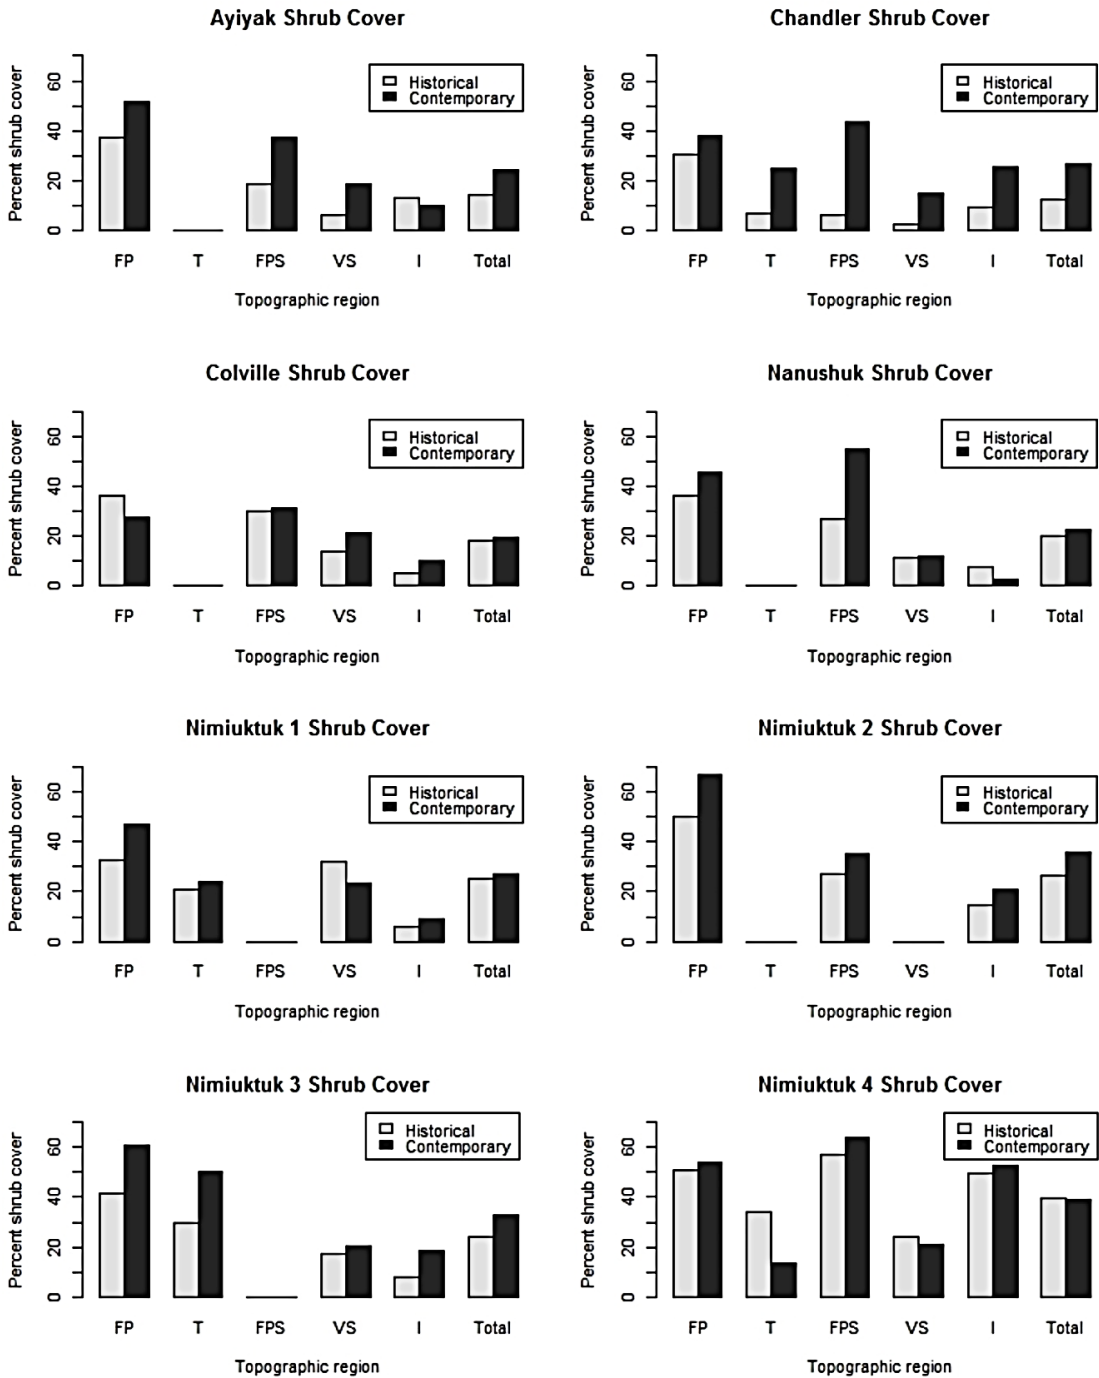 Ayiyak Shrub Cover
Percent shrub cover
0 20 40 60
Historical
Contemporary
FP T FPS VS I Total
Topographic region
Chandler Shrub Cover
Percent shrub cover
0 20 40 60
Historical
Contemporary
FP T FPS VS I Total
Topographic region
Colville Shrub Cover
Percent shrub cover
0 20 40 60
Historical
Contemporary
FP T FPS VS I Total
Topographic region
Nanushuk Shrub Cover
Percent shrub cover
0 20 40 60
Historical
Contemporary
FP T FPS VS I Total
Topographic region
Nimiuktuk 1 Shrub Cover
Percent shrub cover
0 20 40 60
Historical
Contemporary
FP T FPS VS I Total
Topographic region
Nimiuktuk 2 Shrub Cover
Percent shrub cover
0 20 40 60
Historical
Contemporary
FP T FPS VS I Total
Topographic region
Nimiuktuk 3 Shrub Cover
Percent shrub cover
0 20 40 60
Historical
Contemporary
FP T FPS VS I Total
Topographic region
Nimiuktuk 4 Shrub Cover
Percent shrub cover
0 20 40 60
Historical
Contemporary
FP T FPS VS I Total
Topographic region